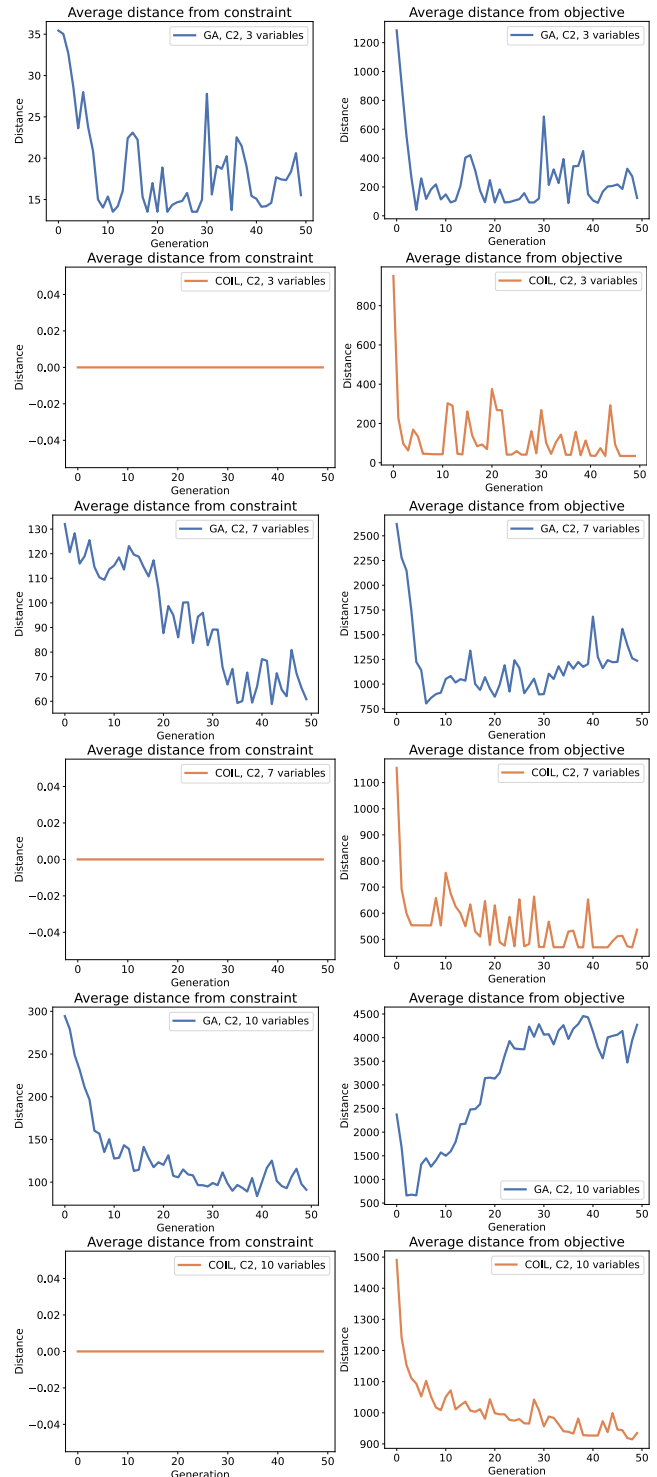 Average distance from constraint
GA, C2, 3 variables
35
30
25
20
15
Distance
0 10 20 30 40 50
Generation
Average distance from objective
GA, C2, 3 variables
1200
1000
800
600
400
200
0
Distance
0 10 20 30 40 50
Generation
Average distance from constraint
COIL, C2, 3 variables
0.04
0.02
0.00
−0.02
−0.04
Distance
0 10 20 30 40 50
Generation
Average distance from objective
COIL, C2, 3 variables
800
600
400
200
0
Distance
0 10 20 30 40 50
Generation
Average distance from constraint
GA, C2, 7 variables
130
120
110
100
90
80
70
60
Distance
0 10 20 30 40 50
Generation
Average distance from objective
GA, C2, 7 variables
2500
2250
2000
1750
1500
1250
1000
750
Distance
0 10 20 30 40 50
Generation
Average distance from constraint
COIL, C2, 7 variables
0.04
0.02
0.00
−0.02
−0.04
Distance
0 10 20 30 40 50
Generation
Average distance from objective
COIL, C2, 7 variables
1100
1000
900
800
700
600
500
Distance
0 10 20 30 40 50
Generation
Average distance from constraint
GA, C2, 10 variables
300
250
200
150
100
Distance
0 10 20 30 40 50
Generation
Average distance from objective
4500
4000
3500
3000
2500
2000
1500
1000
500
Distance
GA, C2, 10 variables
0 10 20 30 40 50
Generation
Average distance from constraint
COIL, C2, 10 variables
0.04
0.02
0.00
−0.02
−0.04
Distance
0 10 20 30 40 50
Generation
Average distance from objective
COIL, C2, 10 variables
1500
1400
1300
1200
1100
1000
900
Distance
0 10 20 30 40 50
Generation